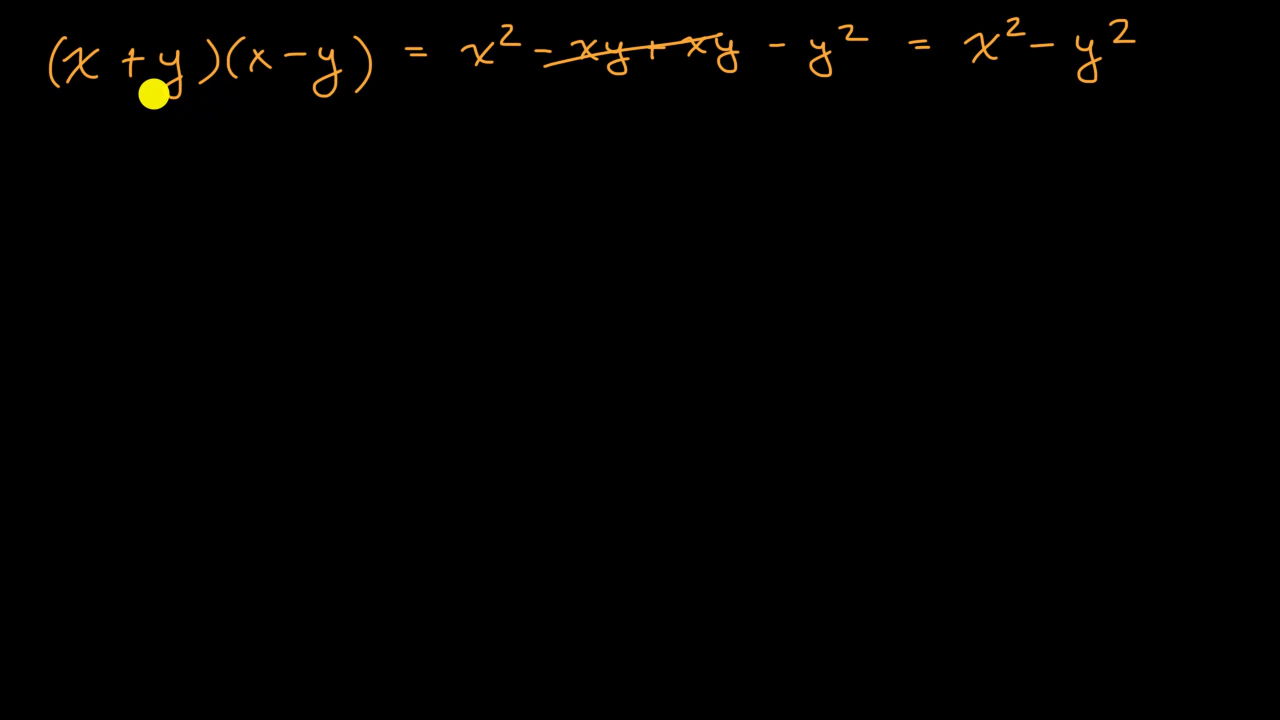 (x + y)(x - y) = x² - xy + xy - y² = x² - y²